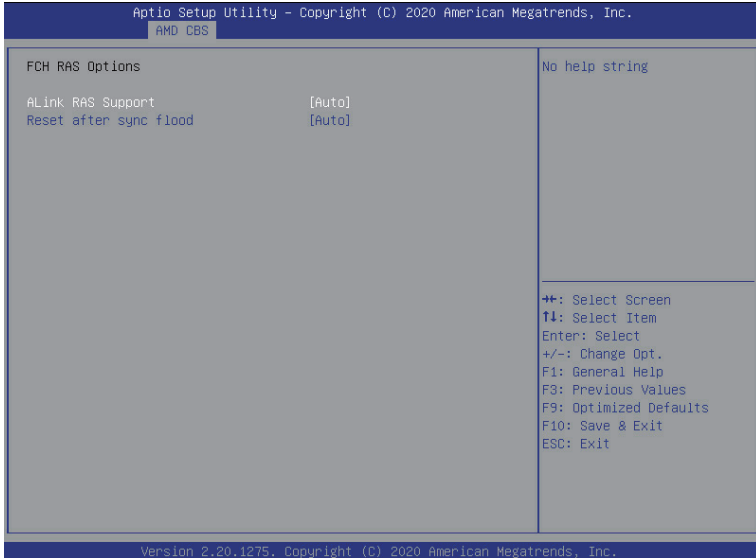 Aptio Setup Utility – Copyright (C) 2020 American Megatrends, Inc.
AMD CBS
FCH RAS Options
ALink RAS Support [Auto]
Reset after sync flood [Auto]
No help string
→←: Select Screen
↑↓: Select Item
Enter: Select
+/-: Change Opt.
F1: General Help
F3: Previous Values
F9: Optimized Defaults
F10: Save & Exit
ESC: Exit
Version 2.20.1275. Copyright (C) 2020 American Megatrends, Inc.